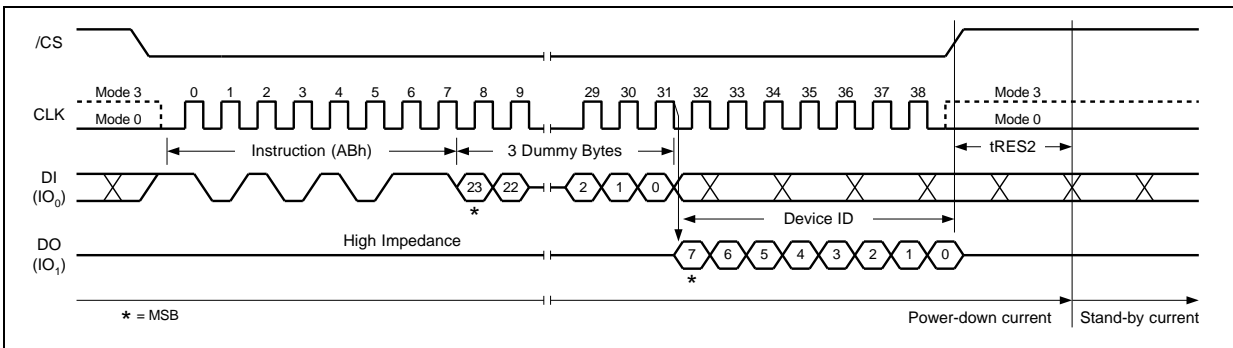 /CS
Mode 3 0 1 2 3 4 5 6 7 8 9 29 30 31 32 33 34 35 36 37 38 Mode 3
CLK
Mode 0 Mode 0
Instruction (ABh) 3 Dummy Bytes tRES2
DI
(IO0)
23 22 2 1 0
*
Device ID
High Impedance
DO
(IO1)
7 6 5 4 3 2 1 0
*
* = MSB
Power-down current Stand-by current